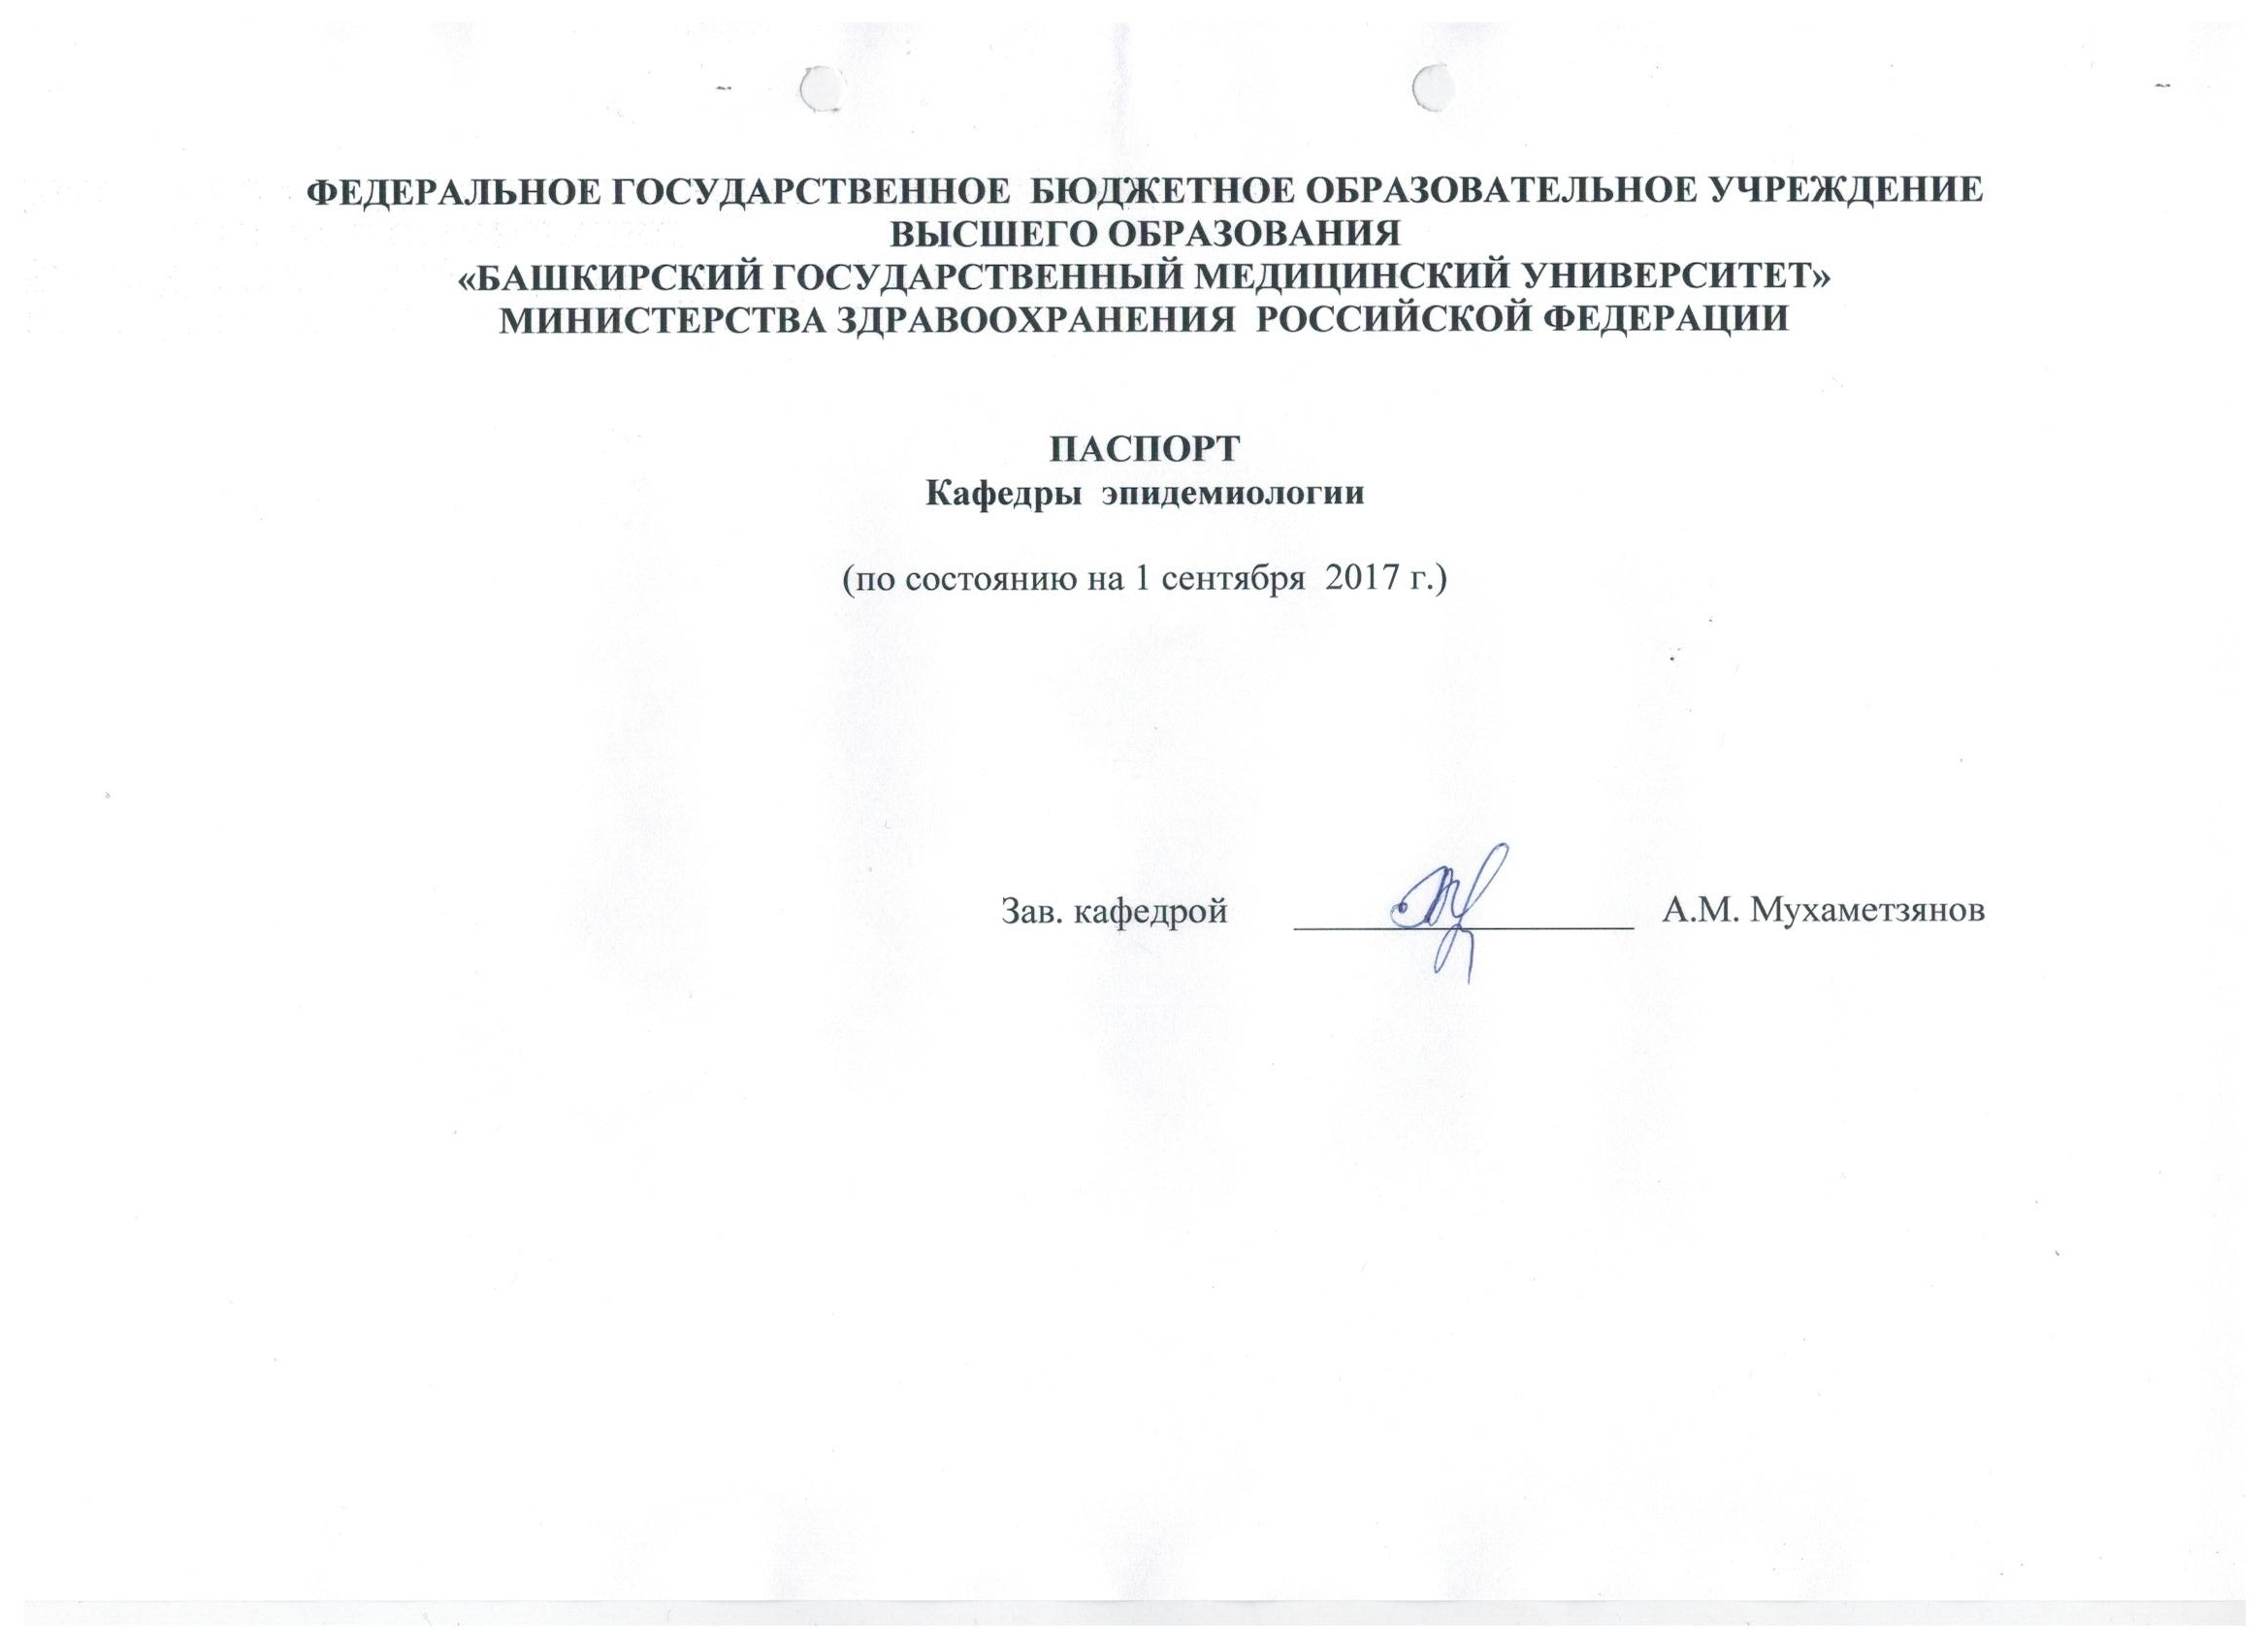 ФЕДЕРАЛЬНОЕ ГОСУДАРСТВЕННОЕ  БЮДЖЕТНОЕ ОБРАЗОВАТЕЛЬНОЕ УЧРЕЖДЕНИЕ
ВЫСШЕГО ОБРАЗОВАНИЯ
«БАШКИРСКИЙ ГОСУДАРСТВЕННЫЙ МЕДИЦИНСКИЙ УНИВЕРСИТЕТ»
МИНИСТЕРСТВА ЗДРАВООХРАНЕНИЯ  РОССИЙСКОЙ ФЕДЕРАЦИИ
ПАСПОРТ
Кафедры  эпидемиологии
(по состоянию на 1 сентября  2017 г.)
Зав. кафедрой А.М. Мухаметзянов